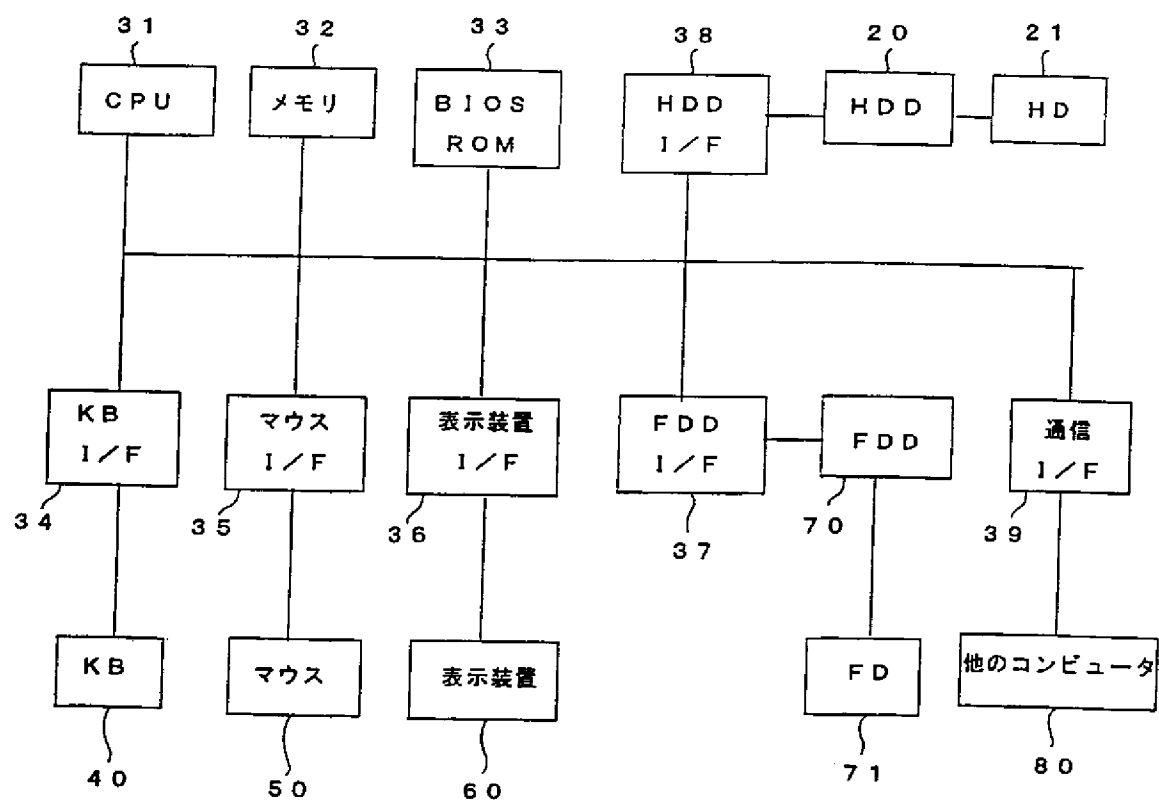 31
32
33
38
20
21
CPU
メモリ
BIOS
ROM
HDD
I/F
HDD
HD
KB
I/F
マウス
I/F
表示装置
I/F
FDD
I/F
FDD
通信
I/F
34
35
36
37
70
39
KB
マウス
表示装置
FD
他のコンピュータ
40
50
60
71
80